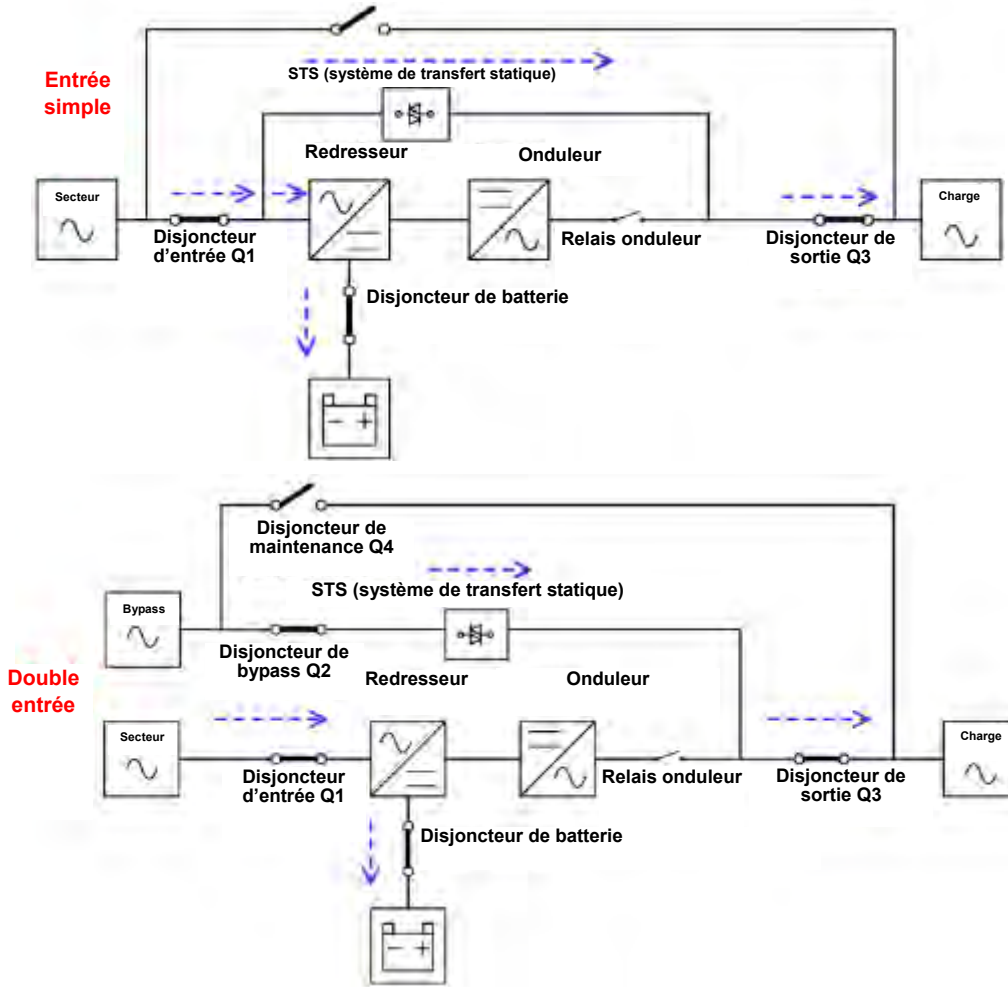 Entrée
simple
STS (système de transfert statique)
Redresseur
Onduleur
Secteur
Charge
Disjoncteur
d'entrée Q1
Relais onduleur
Disjoncteur de
sortie Q3
Disjoncteur de batterie
Disjoncteur de
maintenance Q4
STS (système de transfert statique)
Bypass
Disjoncteur de
bypass Q2
Double
entrée
Redresseur
Onduleur
Secteur
Charge
Disjoncteur
d'entrée Q1
Relais onduleur
Disjoncteur de
sortie Q3
Disjoncteur de batterie